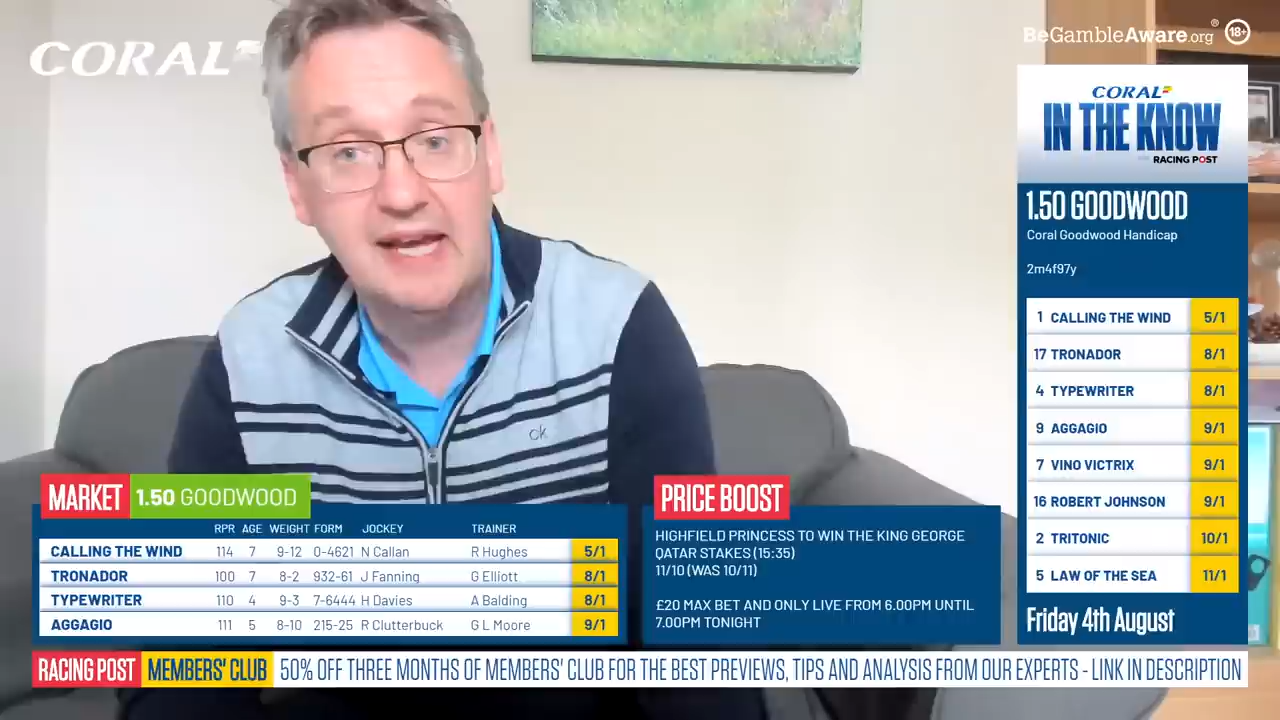 CORAL
BeGambleAware.org® 18+
CORAL
IN THE KNOW
RACING POST
1.50 GOODWOOD
Coral Goodwood Handicap
2m4f97y
1 CALLING THE WIND 5/1
17 TRONADOR 8/1
4 TYPEWRITER 8/1
9 AGGAGIO 9/1
7 VINO VICTRIX 9/1
16 ROBERT JOHNSON 9/1
2 TRITONIC 10/1
5 LAW OF THE SEA 11/1
Friday 4th August
ck
MARKET 1.50 GOODWOOD
RPR AGE WEIGHT FORM JOCKEY TRAINER
CALLING THE WIND 114 7 9-12 0-4621 N Callan R Hughes 5/1
TRONADOR 100 7 8-2 932-61 J Fanning G Elliott 8/1
TYPEWRITER 110 4 9-3 7-6444 H Davies A Balding 8/1
AGGAGIO 111 5 8-10 215-25 R Clutterbuck G L Moore 9/1
PRICE BOOST
HIGHFIELD PRINCESS TO WIN THE KING GEORGE
QATAR STAKES (15:35)
11/10 (WAS 10/11)
£20 MAX BET AND ONLY LIVE FROM 6.00PM UNTIL
7.00PM TONIGHT
RACING POST MEMBERS' CLUB 50% OFF THREE MONTHS OF MEMBERS' CLUB FOR THE BEST PREVIEWS, TIPS AND ANALYSIS FROM OUR EXPERTS - LINK IN DESCRIPTION